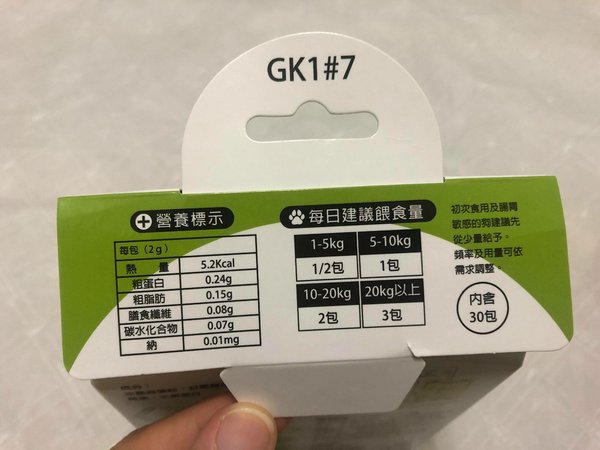 GK1#7
營養標示
每包(2g)
熱 量 5.2Kcal
粗蛋白 0.24g
粗脂肪 0.15g
膳食纖維 0.08g
碳水化合物 0.07g
納 0.01mg
每日建議餵食量
1-5kg 5-10kg
1/2包 1包
10-20kg 20kg以上
2包 3包
初次食用及腸胃
敏感的狗建議先
從少量給予。
頻率及用量可依
需求調整。
內含
30包